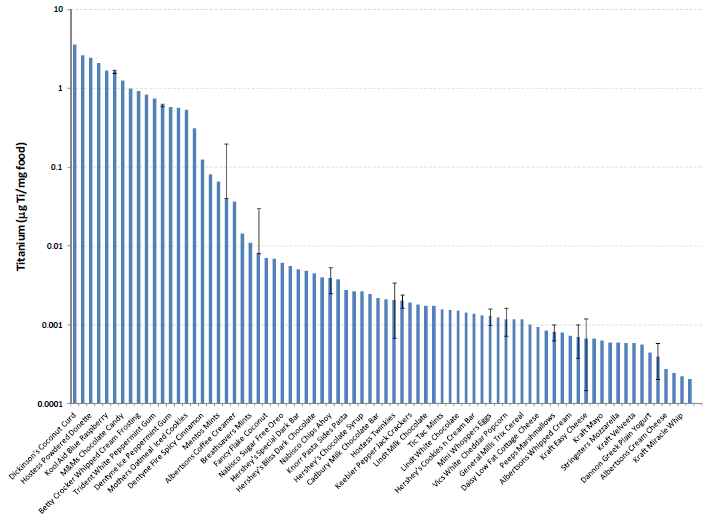 10
1
0.1
0.01
0.001
0.0001
Titanium (µg Ti/mg food)
Dickinson's Coconut Curd
Hostess Powdered Donette
Kool Aid Blue Raspberry
M&Ms Chocolate Candy
Betty Crocker Whipped Cream Frosting
Trident White Peppermint Gum
Dentyne Ice Peppermint Gum
Mothers Oatmeal Iced Cookies
Dentyne Fire Spicy Cinnamon
Mentos Mints
Albertsons Coffee Creamer
Breathsavers Mints
Fancy Flake Coconut
Nabisco Sugar Free Oreo
Hershey's Special Dark Bar
Hershey's Bliss Dark Chocolate
Nabisco Chips Ahoy
Knorr Pasta Sides Pasta
Hershey's Chocolate Syrup
Cadbury Milk Chocolate Bar
Hostess Twinkies
Keebler Pepper Jack Crackers
Lindt Milk Chocolate
Tic Tac Mints
Lindt White Chocolate
Hershey's Cookies n Cream Bar
Mini Whoppers Eggs
Vics White Cheddar Popcorn
General Mills Trix Cereal
Daisy Low Fat Cottage Cheese
Peeps Marshmallows
Albertsons Whipped Cream
Kraft Easy Cheese
Kraft Mayo
Stringsters Mozzarella
Kraft Velveeta
Dannon Greek Plain Yogurt
Albertsons Cream Cheese
Kraft Miracle Whip